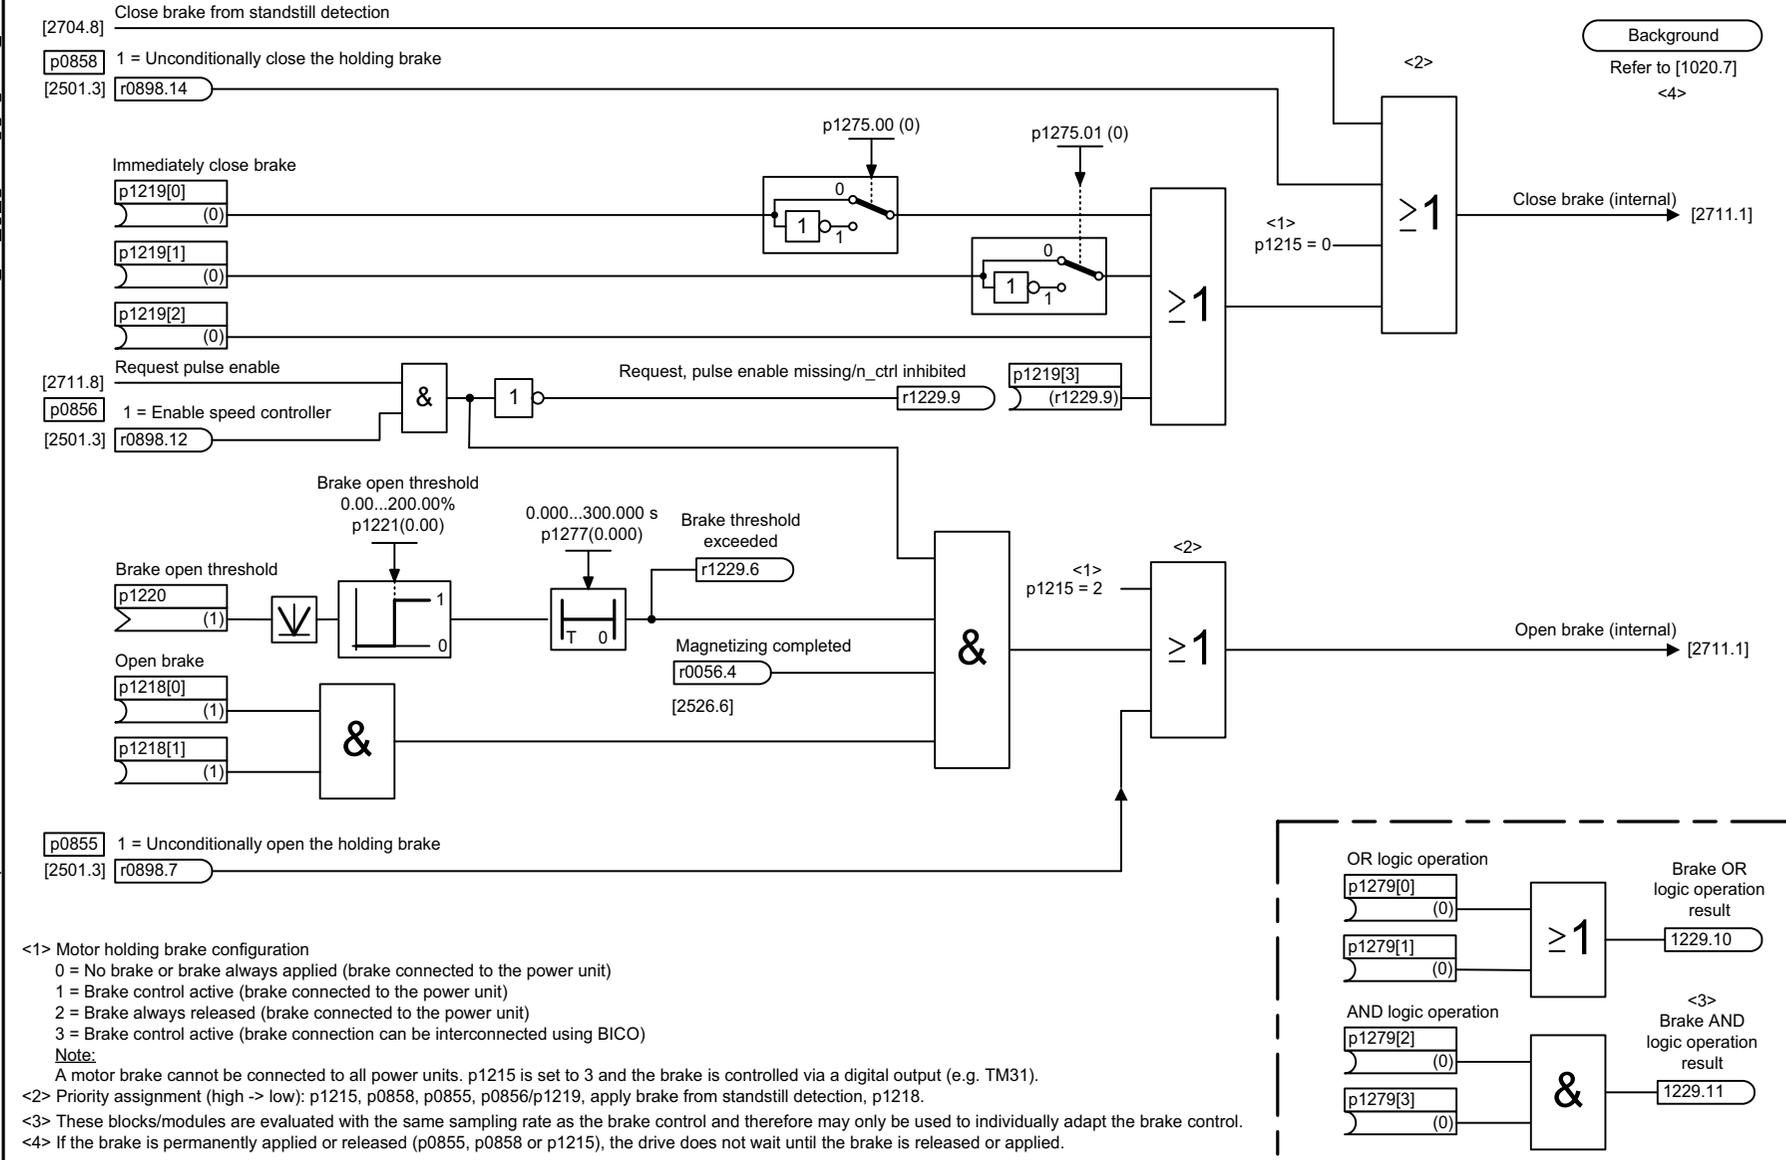 Close brake from standstill detection
[2704.8]
p0858 1 = Unconditionally close the holding brake
[2501.3] r0898.14
Background
Refer to [1020.7]
<4>
<2>
≥1
Close brake (internal)
[2711.1]
<1>
p1215 = 0
p1275.00 (0)
0
1
1
p1275.01 (0)
0
1
1
Immediately close brake
p1219[0]
(0)
p1219[1]
(0)
p1219[2]
(0)
≥1
Request pulse enable
[2711.8]
p0856 1 = Enable speed controller
[2501.3] r0898.12
&
1
Request, pulse enable missing/n_ctrl inhibited
r1229.9
p1219[3]
(r1229.9)
Brake open threshold
0.00...200.00%
p1221(0.00)
0.000...300.000 s
p1277(0.000)
Brake threshold
exceeded
r1229.6
Brake open threshold
p1220
(1)
1
0
T 0
Magnetizing completed
r0056.4
[2526.6]
Open brake
p1218[0]
(1)
p1218[1]
(1)
&
&
<1>
p1215 = 2
<2>
≥1
Open brake (internal)
[2711.1]
p0855 1 = Unconditionally open the holding brake
[2501.3] r0898.7
OR logic operation
p1279[0]
(0)
p1279[1]
(0)
≥1
Brake OR
logic operation
result
1229.10
AND logic operation
p1279[2]
(0)
p1279[3]
(0)
&
<3>
Brake AND
logic operation
result
1229.11
<1> Motor holding brake configuration
0 = No brake or brake always applied (brake connected to the power unit)
1 = Brake control active (brake connected to the power unit)
2 = Brake always released (brake connected to the power unit)
3 = Brake control active (brake connection can be interconnected using BICO)
Note:
A motor brake cannot be connected to all power units. p1215 is set to 3 and the brake is controlled via a digital output (e.g. TM31).
<2> Priority assignment (high -> low): p1215, p0858, p0855, p0856/p1219, apply brake from standstill detection, p1218.
<3> These blocks/modules are evaluated with the same sampling rate as the brake control and therefore may only be used to individually adapt the brake control.
<4> If the brake is permanently applied or released (p0855, p0858 or p1215), the drive does not wait until the brake is released or applied.